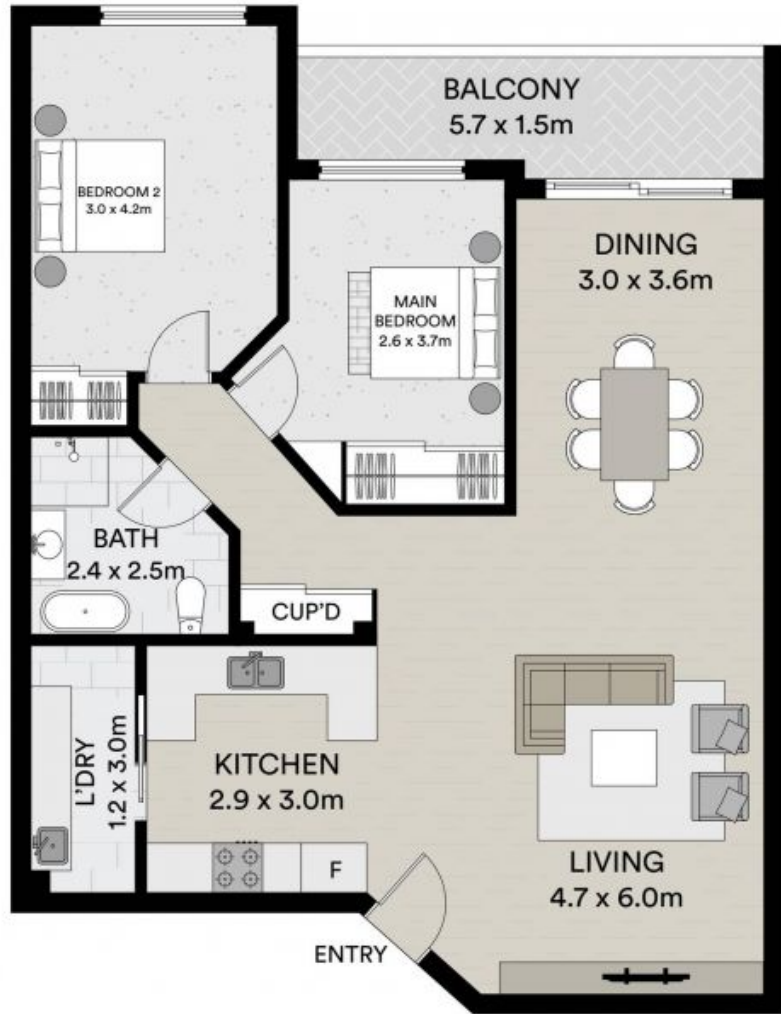 BALCONY
5.7 x 1.5m
BEDROOM 2
3.0 x 4.2m
DINING
3.0 x 3.6m
MAIN
BEDROOM
2.6 x 3.7m
BATH
2.4 x 2.5m
CUP'D
L'DRY
1.2 x 3.0m
KITCHEN
2.9 x 3.0m
F
LIVING
4.7 x 6.0m
ENTRY